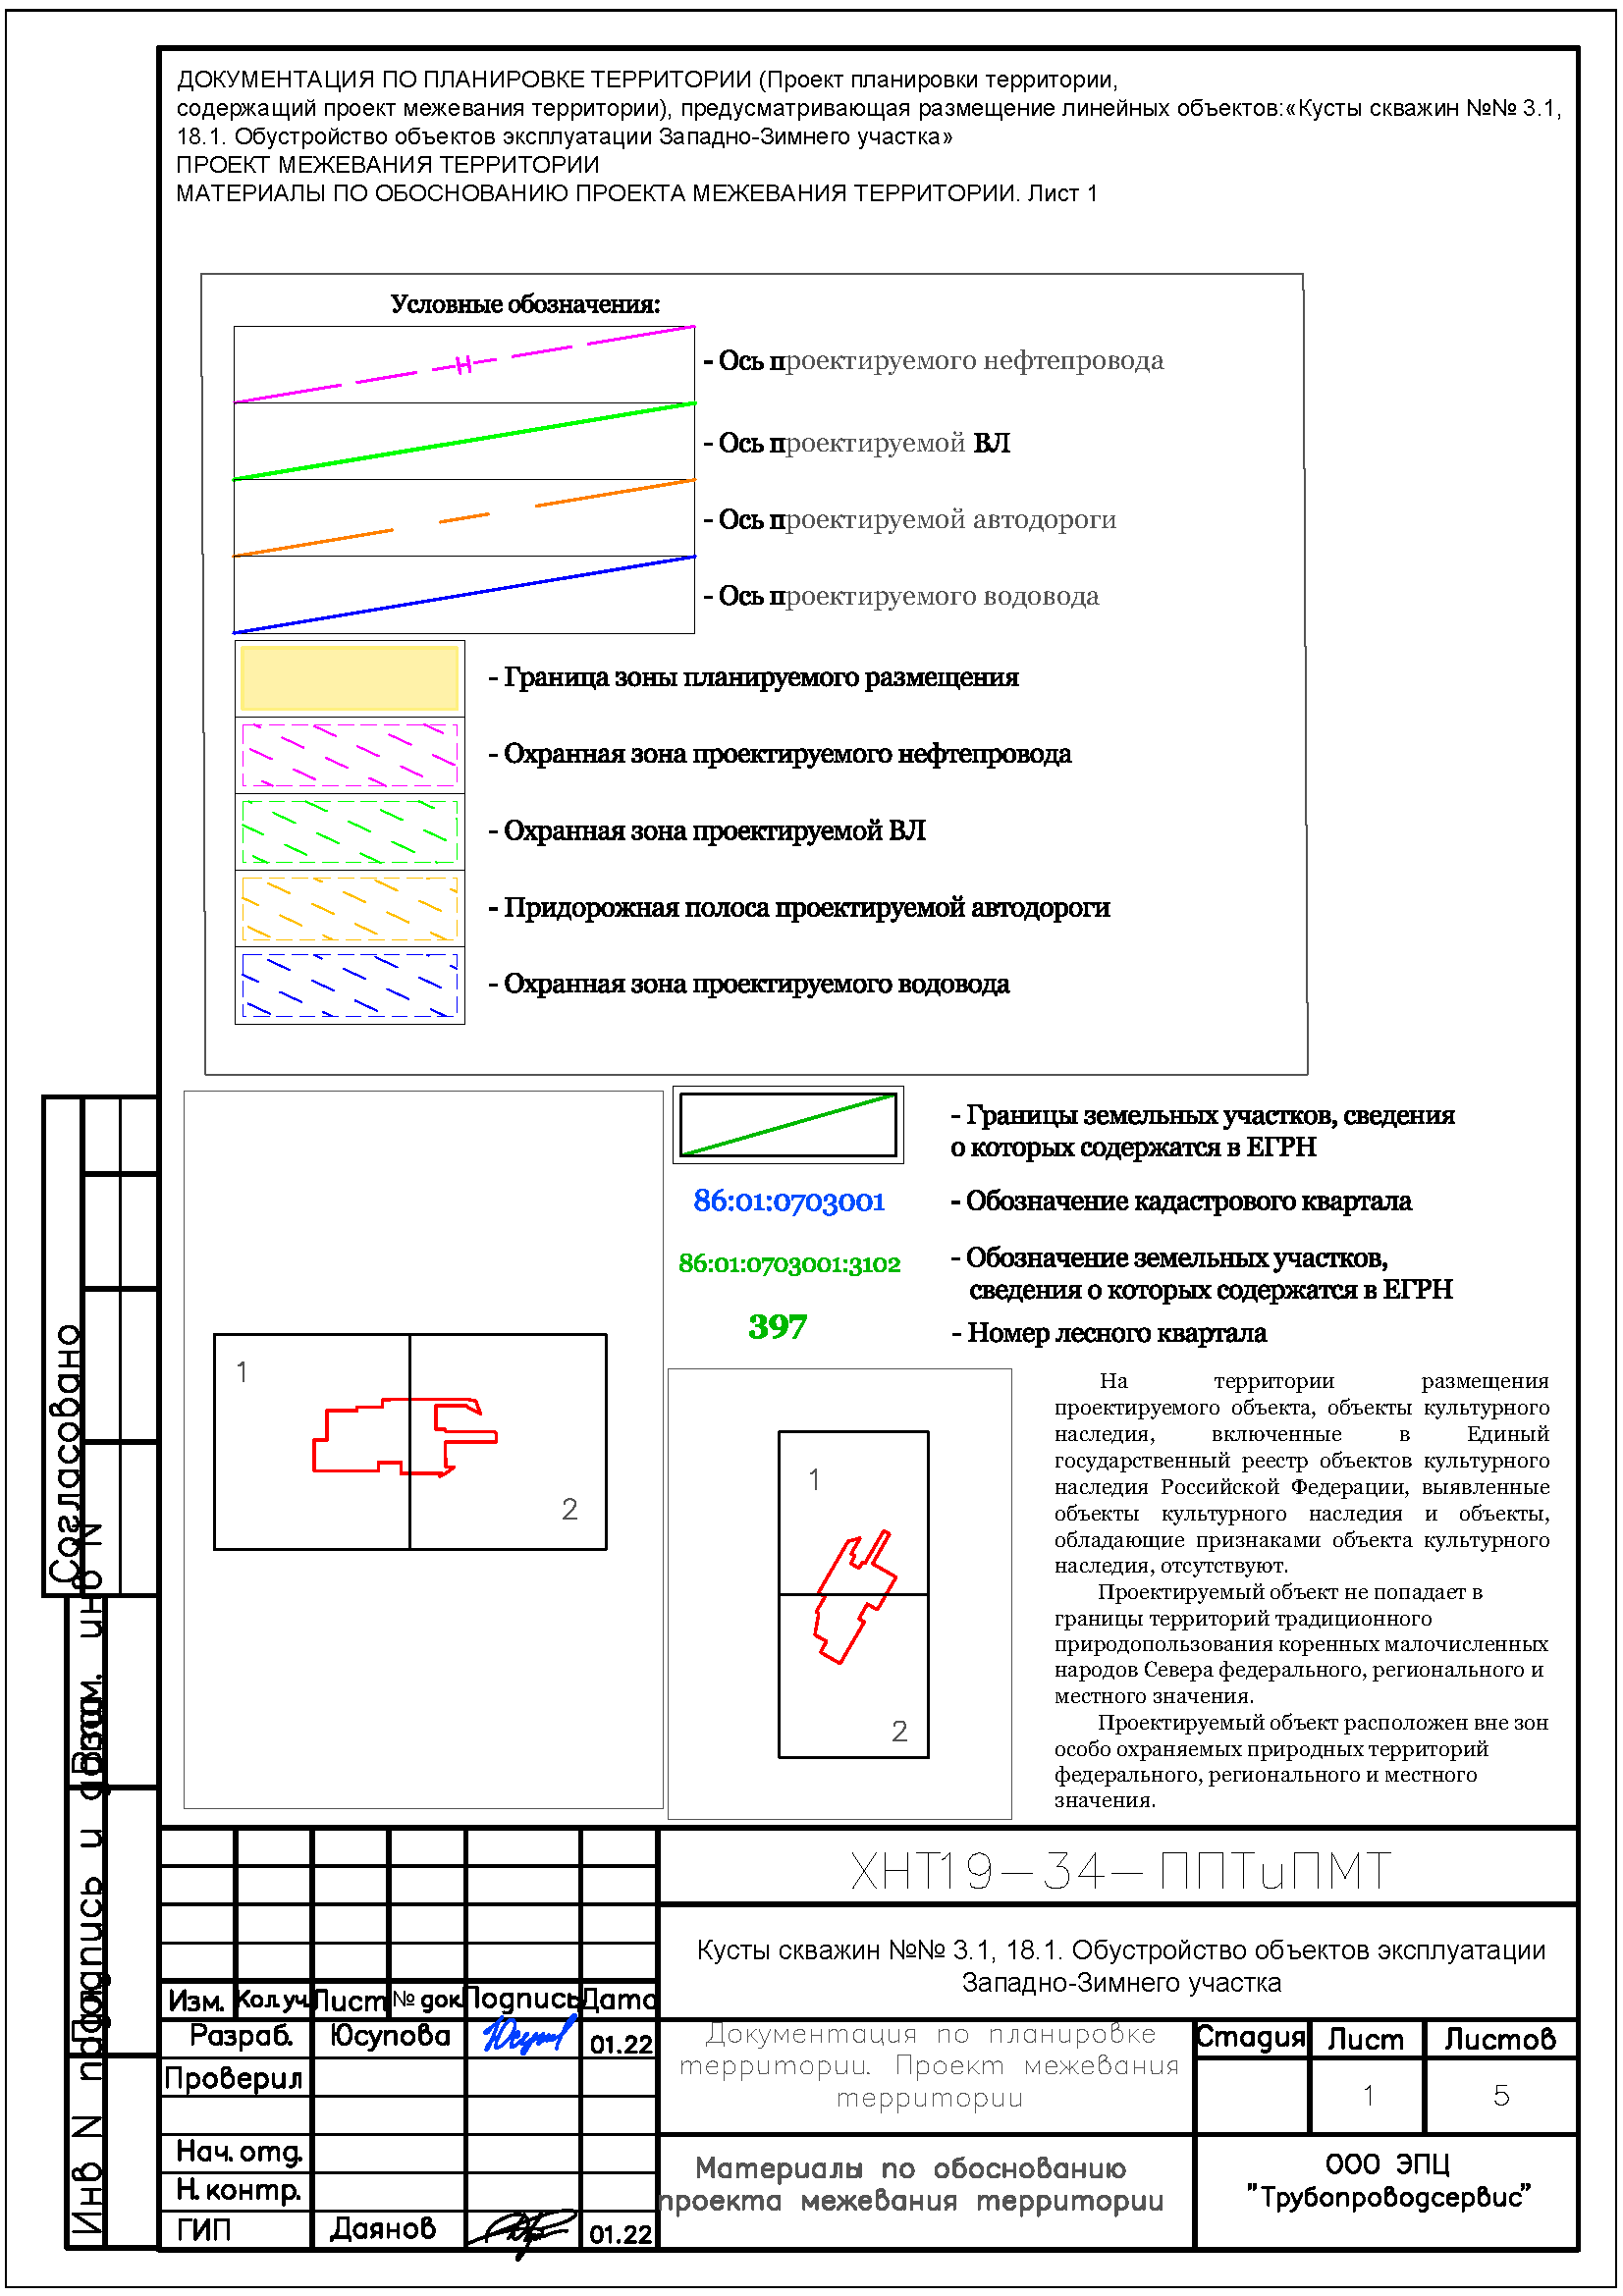 ДОКУМЕНТАЦИЯ ПО ПЛАНИРОВКЕ ТЕРРИТОРИИ (Проект планировки территории,
содержащий проект межевания территории), предусматривающая размещение линейных объектов:«Кусты скважин №№ 3.1,
18.1. Обустройство объектов эксплуатации Западно-Зимнего участка»
ПРОЕКТ МЕЖЕВАНИЯ ТЕРРИТОРИИ
МАТЕРИАЛЫ ПО ОБОСНОВАНИЮ ПРОЕКТА МЕЖЕВАНИЯ ТЕРРИТОРИИ. Лист 1
Условные обозначения:
Н
- Ось проектируемого нефтепровода
- Ось проектируемой ВЛ
- Ось проектируемой автодороги
- Ось проектируемого водовода
- Граница зоны планируемого размещения
- Охранная зона проектируемого нефтепровода
- Охранная зона проектируемой ВЛ
- Придорожная полоса проектируемой автодороги
- Охранная зона проектируемого водовода
- Границы земельных участков, сведения
о которых содержатся в ЕГРН
86:01:0703001
- Обозначение кадастрового квартала
86:01:0703001:3102
- Обозначение земельных участков,
сведения о которых содержатся в ЕГРН
397
- Номер лесного квартала
1
2
1
2
На территории размещения
проектируемого объекта, объекты культурного
наследия, включенные в Единый
государственный реестр объектов культурного
наследия Российской Федерации, выявленные
объекты культурного наследия и объекты,
обладающие признаками объекта культурного
наследия, отсутствуют.
Проектируемый объект не попадает в
границы территорий традиционного
природопользования коренных малочисленных
народов Севера федерального, регионального и
местного значения.
Проектируемый объект расположен вне зон
особо охраняемых природных территорий
федерального, регионального и местного
значения.
Согласовано
Взам. инв N
Подпись и дата
Инв N подл
ХНТ19-34-ППТиПМТ
Кусты скважин №№ 3.1, 18.1. Обустройство объектов эксплуатации
Западно-Зимнего участка
Изм. Кол.уч Лист № док. Подпись Дата
Разраб. Юсупова 01.22
Проверил
Нач. отд.
Н. контр.
ГИП Даянов 01.22
Документация по планировке
территории. Проект межевания
территории
Стадия Лист Листов
1 5
Материалы по обоснованию
проекта межевания территории
ООО ЭПЦ
"Трубопроводсервис"